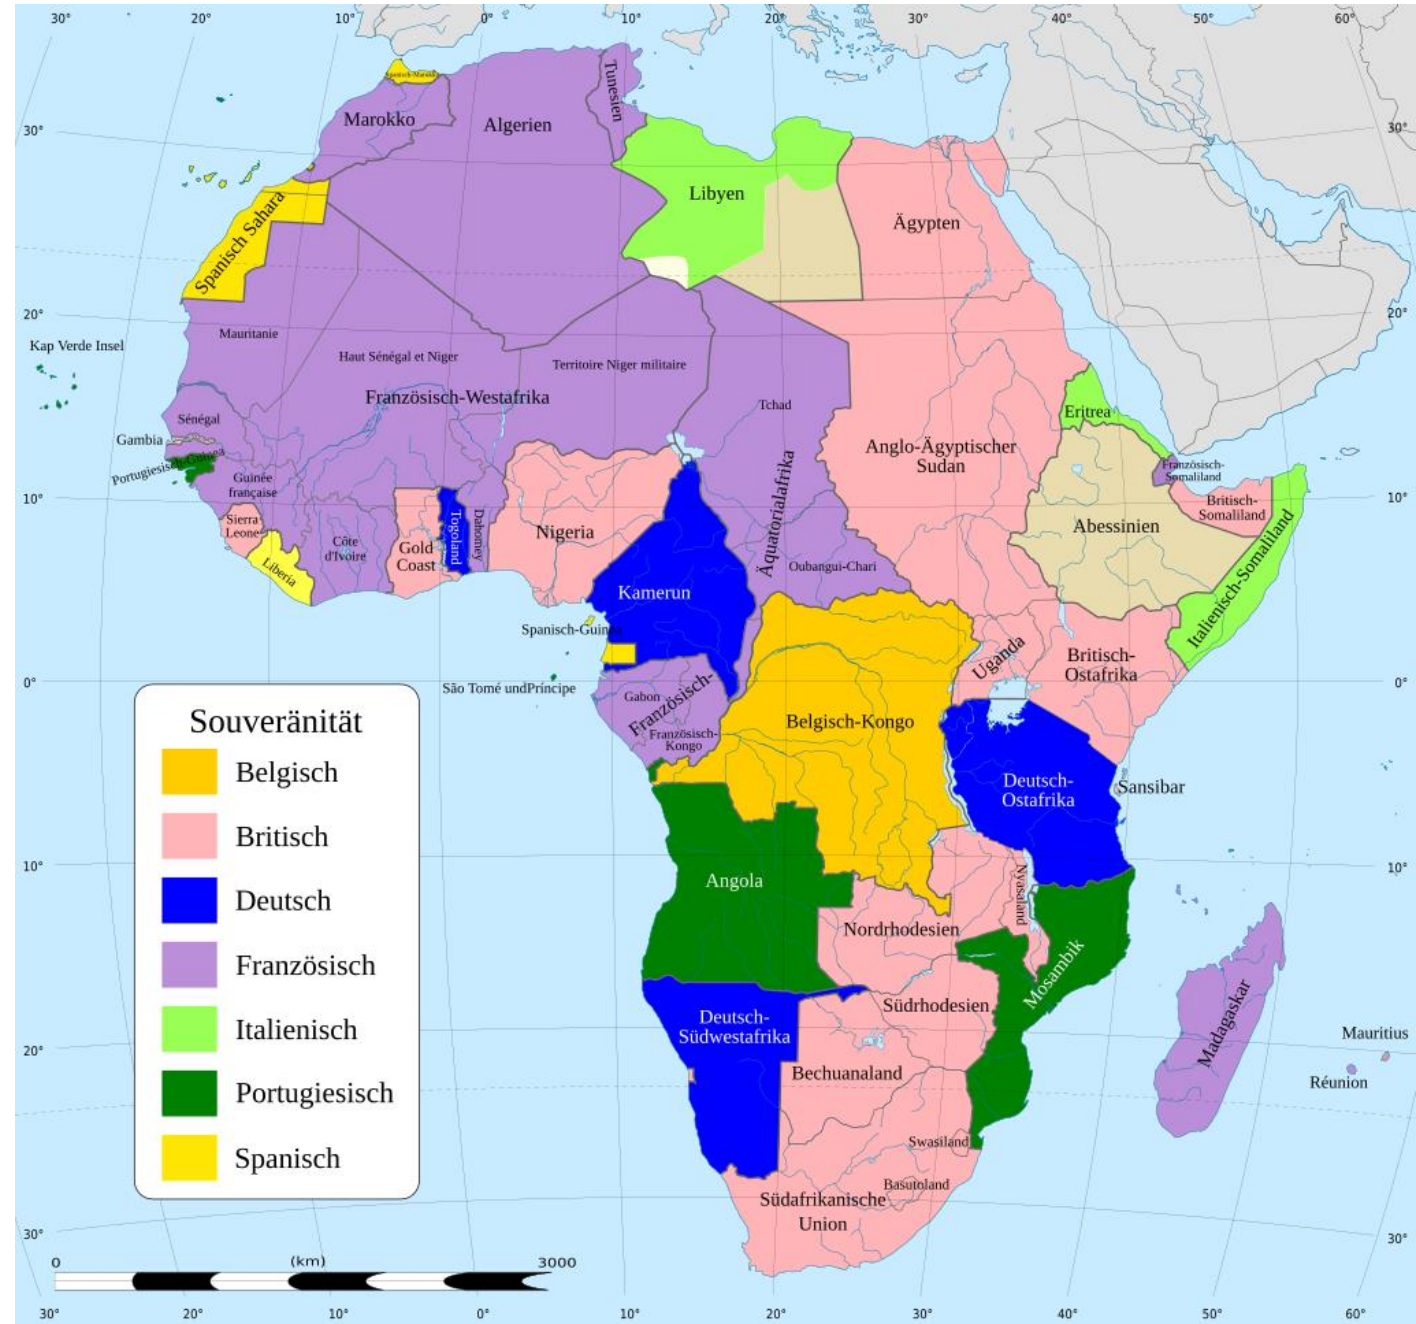 20° 10° 0° 10° 20° 30° 40° 50° 60°
30°
Spanisch-Marokko
Marokko
Algerien
Tunesien
30°
30°
Libyen
Ägypten
Spanisch Sahara
20°
20°
Mauritanie
Kap Verde Insel
Haut Sénégal et Niger
Territoire Niger militaire
Französisch-Westafrika
Tchad
Eritrea
Sénégal
Gambia
Anglo-Ägyptischer
Sudan
Portugiesisch-Guinea
Guinée
française
Französisch-
Somaliland
10°
10°
Britisch-
Somaliland
Sierra
Leone
Côte
d'Ivoire
Gold
Coast
Togoland
Dahomey
Nigeria
Abessinien
Äquatorialafrika
Oubangui-Chari
Liberia
Kamerun
Italienisch-Somaliland
Spanisch-Guinea
Uganda
Britisch-
Ostafrika
0°
0°
São Tomé undPríncipe
Gabon
Französisch-
Französisch-
Kongo
Belgisch-Kongo
Deutsch-
Ostafrika
Sansibar
10°
10°
Angola
Nyasaland
Nordrhodesien
Mosambik
Südrhodesien
Deutsch-
Südwestafrika
Madagaskar
Mauritius
20°
Bechuanaland
Réunion
Swasiland
Basutoland
Südafrikanische
Union
30°
30°
Souveränität
Belgisch
Britisch
Deutsch
Französisch
Italienisch
Portugiesisch
Spanisch
0 (km) 3000
30° 20° 10° 0° 10° 20° 30° 40° 50° 60°